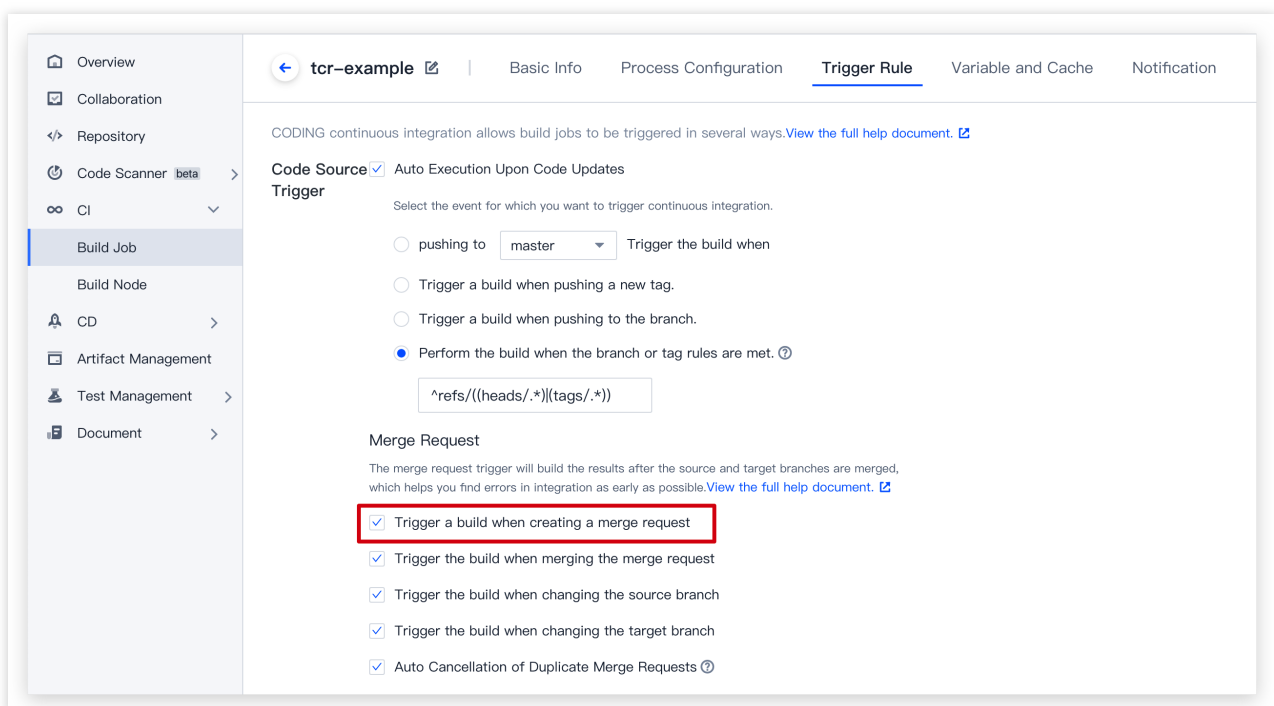 Overview
Collaboration
Repository
Code Scanner beta
CI
Build Job
Build Node
CD
Artifact Management
Test Management
Document
tcr-example | Basic Info Process Configuration Trigger Rule Variable and Cache Notification
CODING continuous integration allows build jobs to be triggered in several ways.View the full help document.
Code Source Trigger
Auto Execution Upon Code Updates
Select the event for which you want to trigger continuous integration.
pushing to master Trigger the build when
Trigger a build when pushing a new tag.
Trigger a build when pushing to the branch.
Perform the build when the branch or tag rules are met.
^refs/((heads/.*)|(tags/.*))
Merge Request
The merge request trigger will build the results after the source and target branches are merged,
which helps you find errors in integration as early as possible.View the full help document.
Trigger a build when creating a merge request
Trigger the build when merging the merge request
Trigger the build when changing the source branch
Trigger the build when changing the target branch
Auto Cancellation of Duplicate Merge Requests